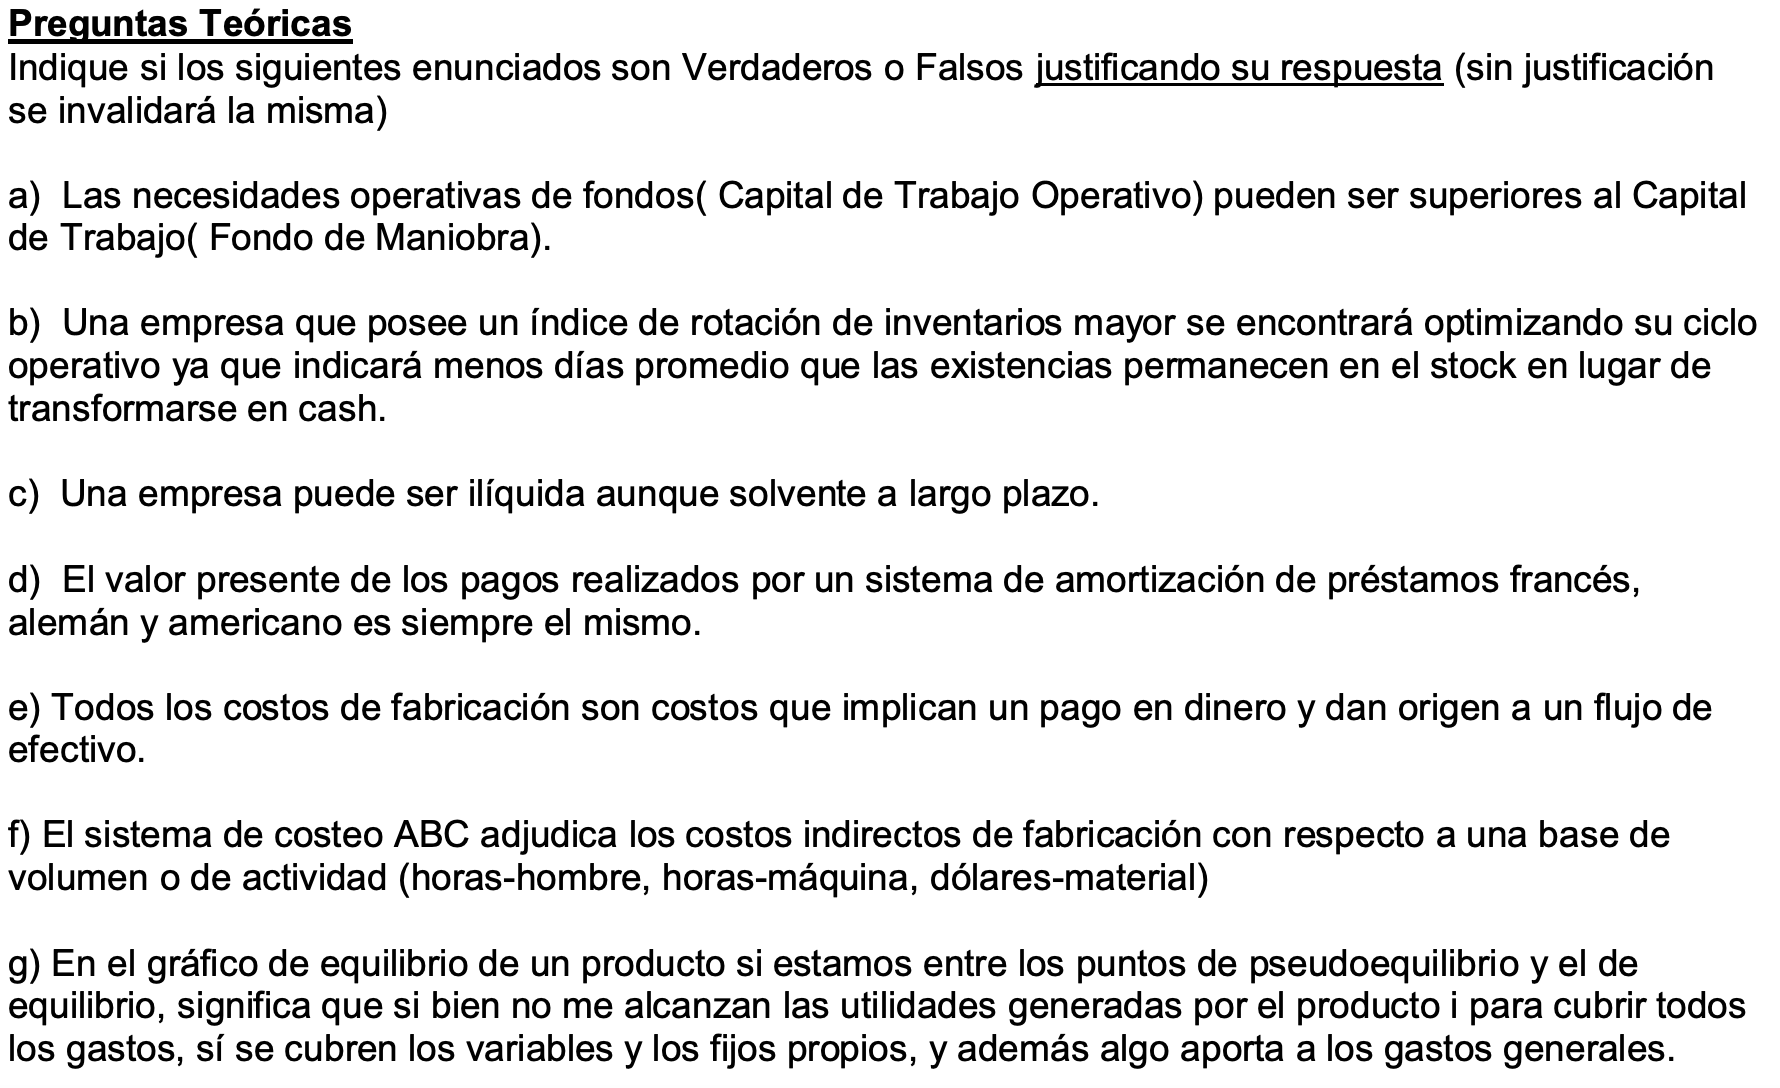 Preguntas Teóricas
Indique si los siguientes enunciados son Verdaderos o Falsos justificando su respuesta (sin justificación
se invalidará la misma)
a)  Las necesidades operativas de fondos( Capital de Trabajo Operativo) pueden ser superiores al Capital
de Trabajo( Fondo de Maniobra).
b)  Una empresa que posee un índice de rotación de inventarios mayor se encontrará optimizando su ciclo
operativo ya que indicará menos días promedio que las existencias permanecen en el stock en lugar de
transformarse en cash.
c)  Una empresa puede ser ilíquida aunque solvente a largo plazo.
d)  El valor presente de los pagos realizados por un sistema de amortización de préstamos francés,
alemán y americano es siempre el mismo.
e) Todos los costos de fabricación son costos que implican un pago en dinero y dan origen a un flujo de
efectivo.
f) El sistema de costeo ABC adjudica los costos indirectos de fabricación con respecto a una base de
volumen o de actividad (horas-hombre, horas-máquina, dólares-material)
g) En el gráfico de equilibrio de un producto si estamos entre los puntos de pseudoequilibrio y el de
equilibrio, significa que si bien no me alcanzan las utilidades generadas por el producto i para cubrir todos
los gastos, sí se cubren los variables y los fijos propios, y además algo aporta a los gastos generales.